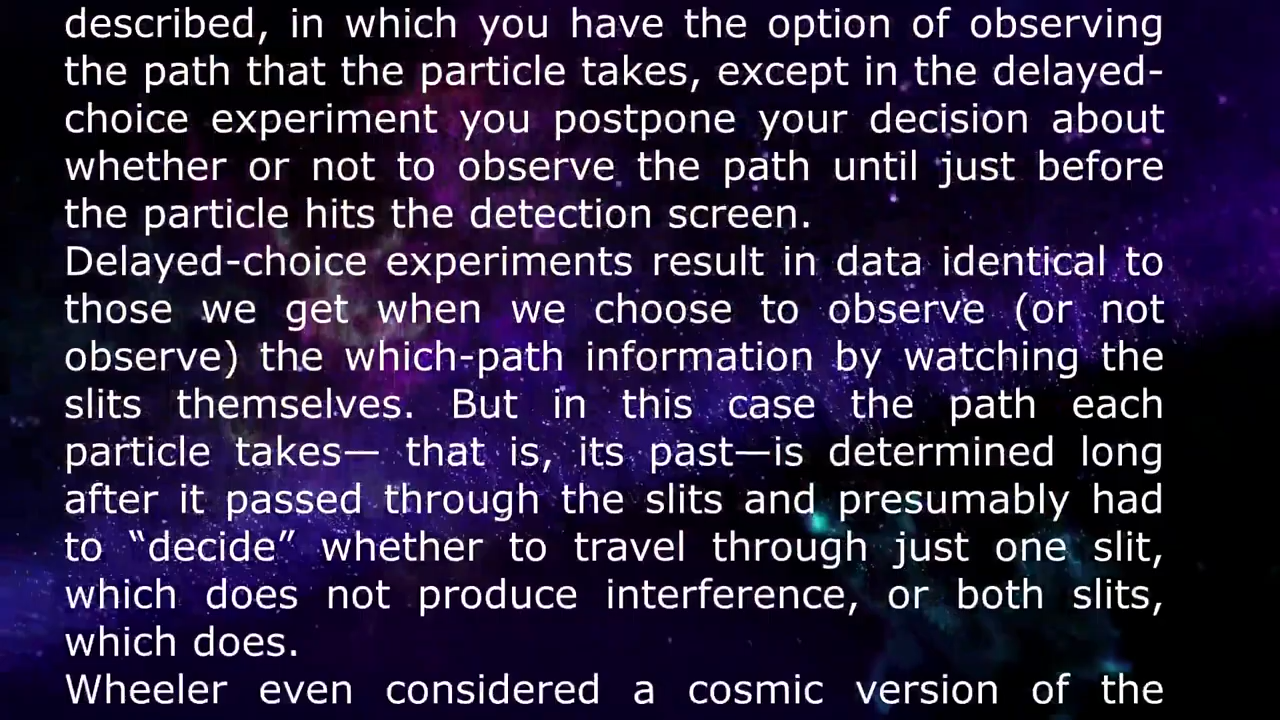 described, in which you have the option of observing
the path that the particle takes, except in the delayed-
choice experiment you postpone your decision about
whether or not to observe the path until just before
the particle hits the detection screen.
Delayed-choice experiments result in data identical to
those we get when we choose to observe (or not
observe) the which-path information by watching the
slits themselves. But in this case the path each
particle takes— that is, its past—is determined long
after it passed through the slits and presumably had
to “decide” whether to travel through just one slit,
which does not produce interference, or both slits,
which does.
Wheeler even considered a cosmic version of the